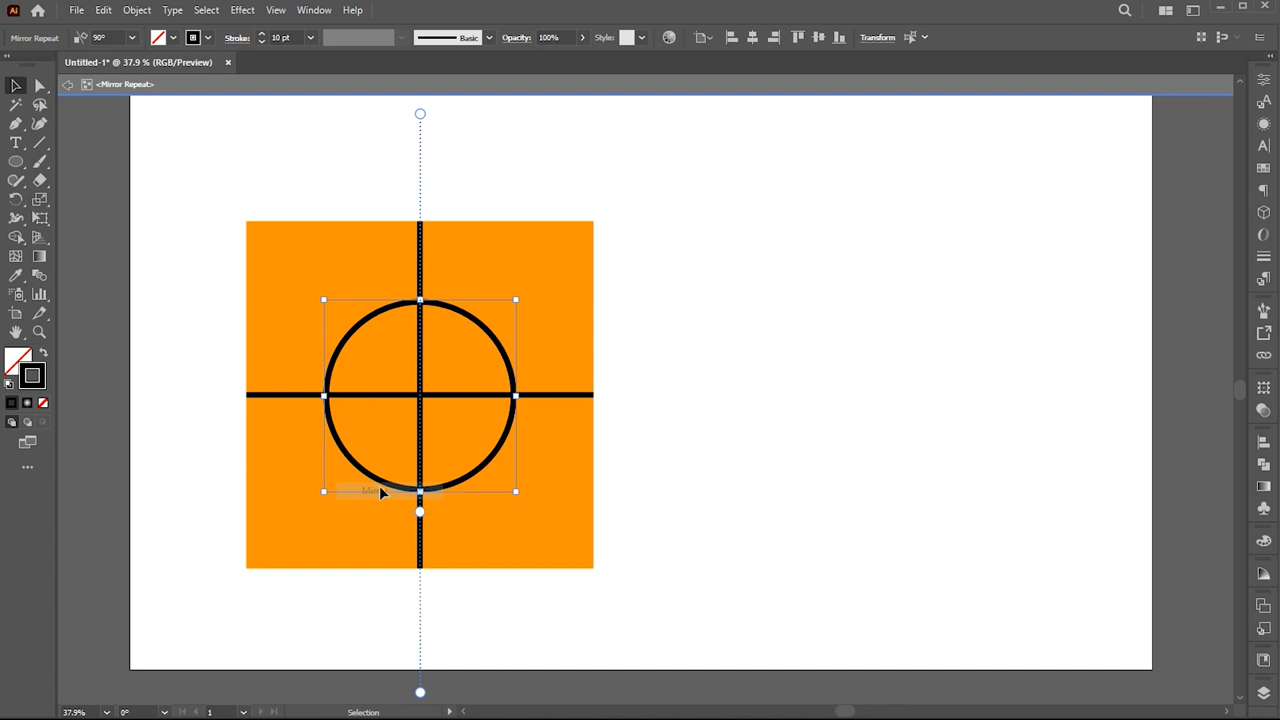 Ai File Edit Object Type Select Effect View Window Help
Mirror Repeat 90° Stroke: 10 pt Basic Opacity: 100% Style: Transform
Untitled-1* @ 37.9 % (RGB/Preview) ×
<Mirror Repeat>
37.9% 0° 1 Selection